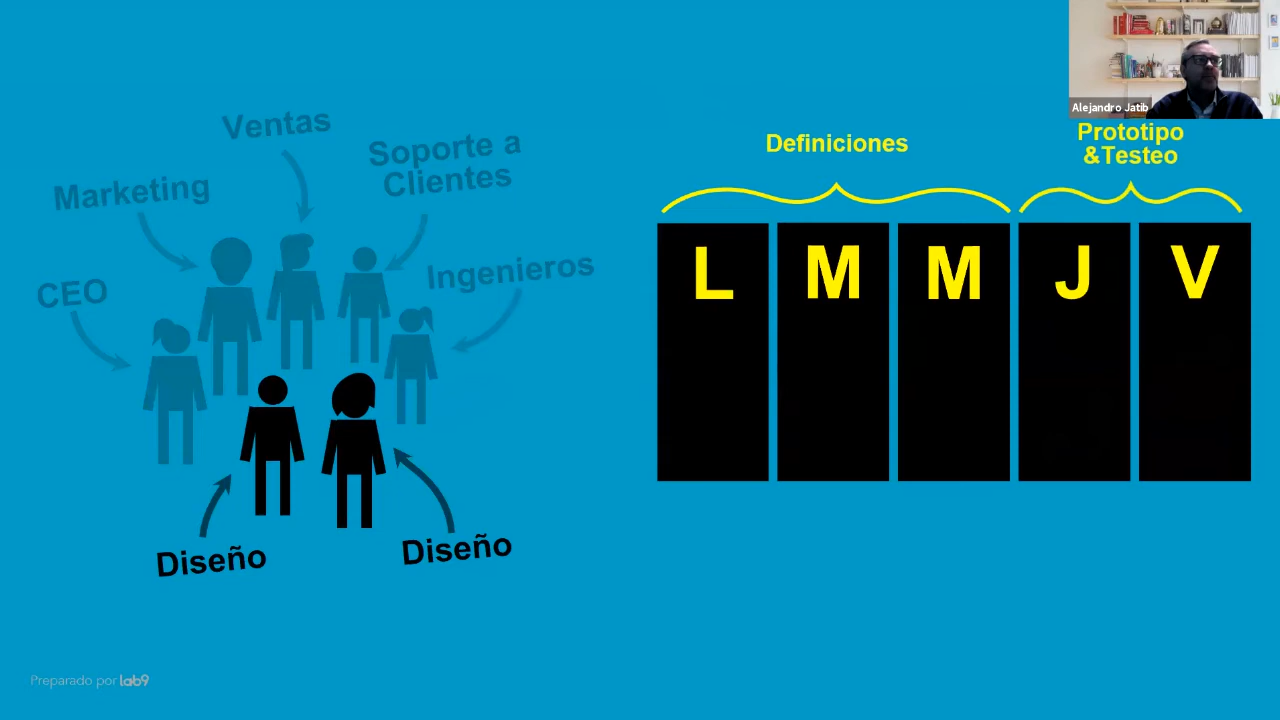 Alejandro Jatib
Ventas
Soporte a
Clientes
Marketing
Ingenieros
CEO
Diseño
Diseño
Definiciones
Prototipo
&Testeo
L M M J V
Preparado por lab9